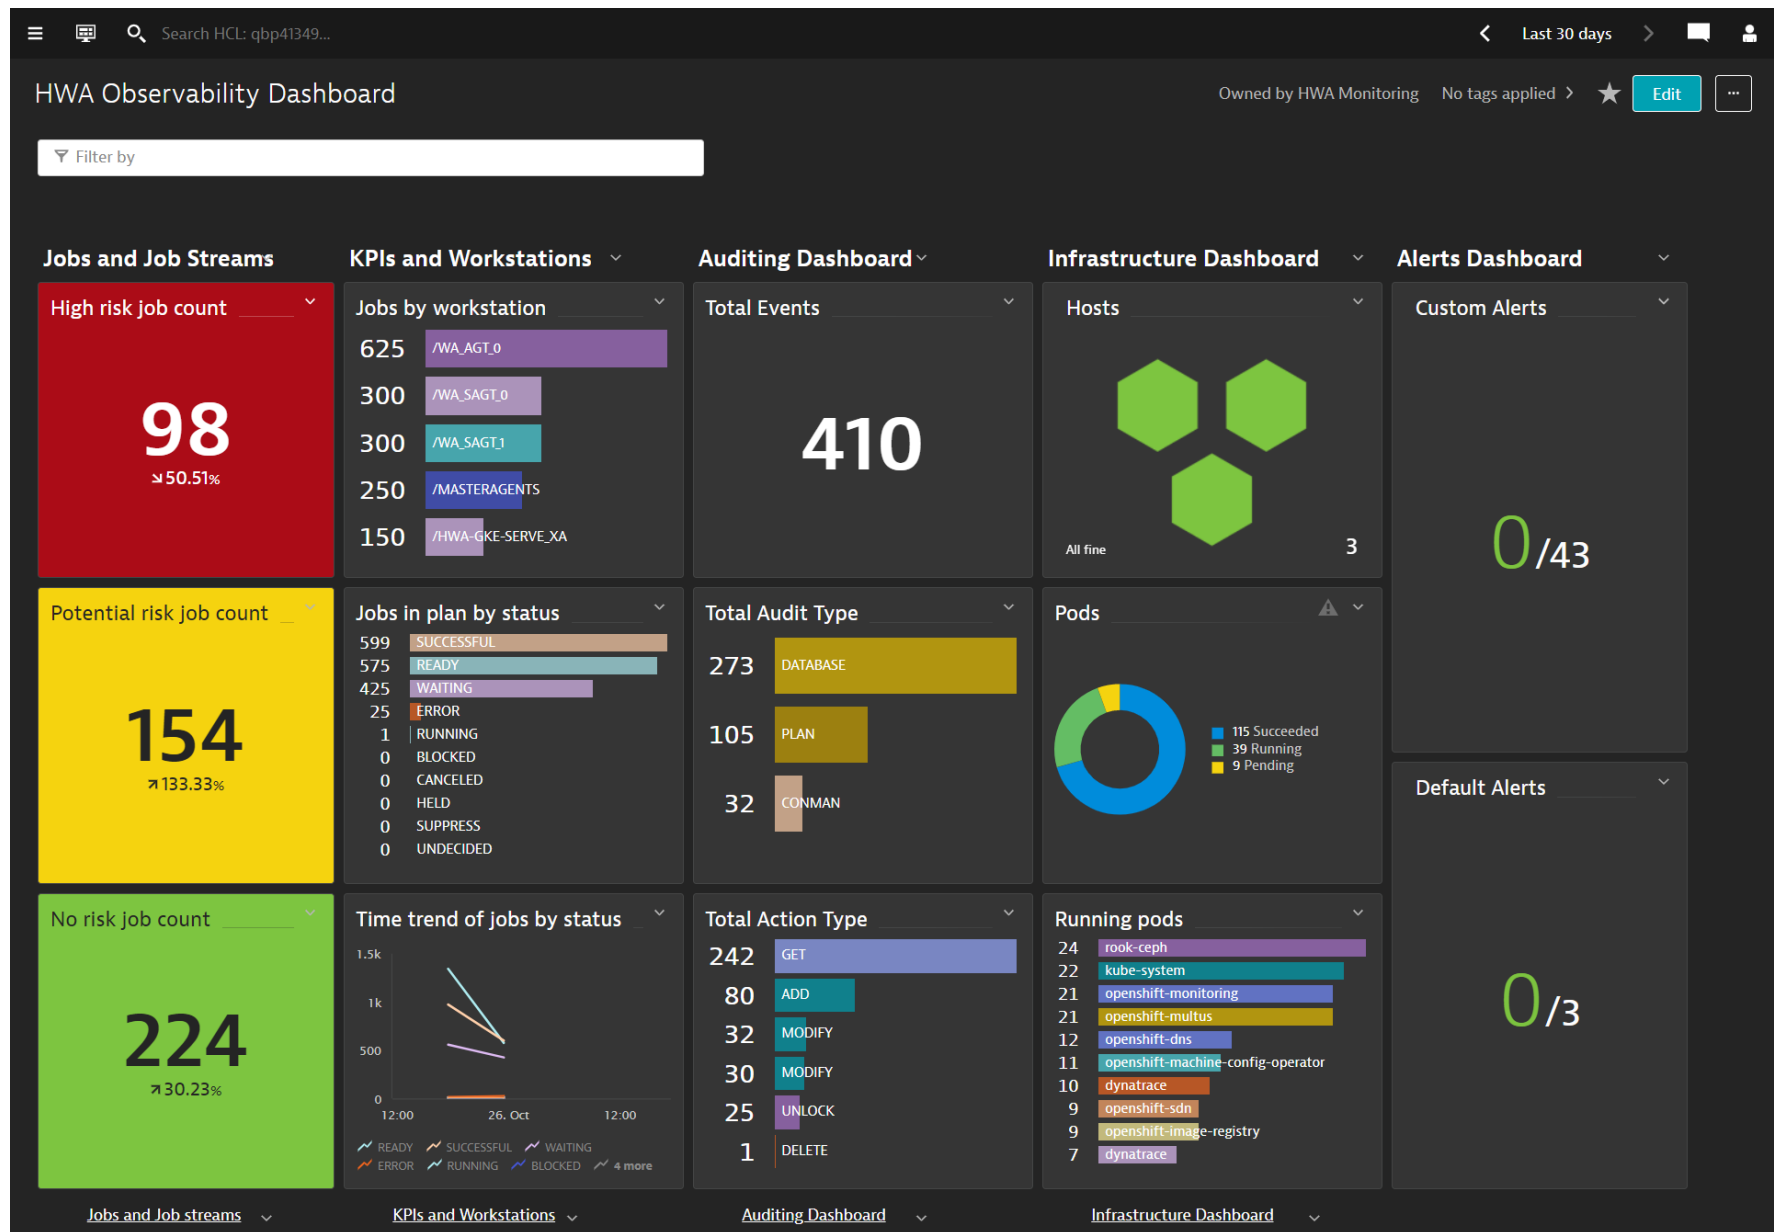 Search HCL: qbp41349...
Last 30 days
HWA Observability Dashboard
Owned by HWA Monitoring
No tags applied
Edit
...
Filter by
Jobs and Job Streams
High risk job count
98
50.51%
Potential risk job count
154
133.33%
No risk job count
224
30.23%
Jobs and Job streams
KPIs and Workstations
Jobs by workstation
625 /WA_AGT_0
300 /WA_SAGT_0
300 /WA_SAGT_1
250 /MASTERAGENTS
150 /HWA-GKE-SERVE_XA
Jobs in plan by status
599 SUCCESSFUL
575 READY
425 WAITING
25 ERROR
1 RUNNING
0 BLOCKED
0 CANCELED
0 HELD
0 SUPPRESS
0 UNDECIDED
Time trend of jobs by status
1.5k
1k
500
0
12:00 26. Oct 12:00
READY SUCCESSFUL WAITING
ERROR RUNNING BLOCKED 4 more
KPIs and Workstations
Auditing Dashboard
Total Events
410
Total Audit Type
273 DATABASE
105 PLAN
32 CONMAN
Total Action Type
242 GET
80 ADD
32 MODIFY
30 MODIFY
25 UNLOCK
1 DELETE
Auditing Dashboard
Infrastructure Dashboard
Hosts
All fine 3
Pods
115 Succeeded
39 Running
9 Pending
Running pods
24 rook-ceph
22 kube-system
21 openshift-monitoring
21 openshift-multus
12 openshift-dns
11 openshift-machine-config-operator
10 dynatrace
9 openshift-sdn
9 openshift-image-registry
7 dynatrace
Infrastructure Dashboard
Alerts Dashboard
Custom Alerts
0/43
Default Alerts
0/3